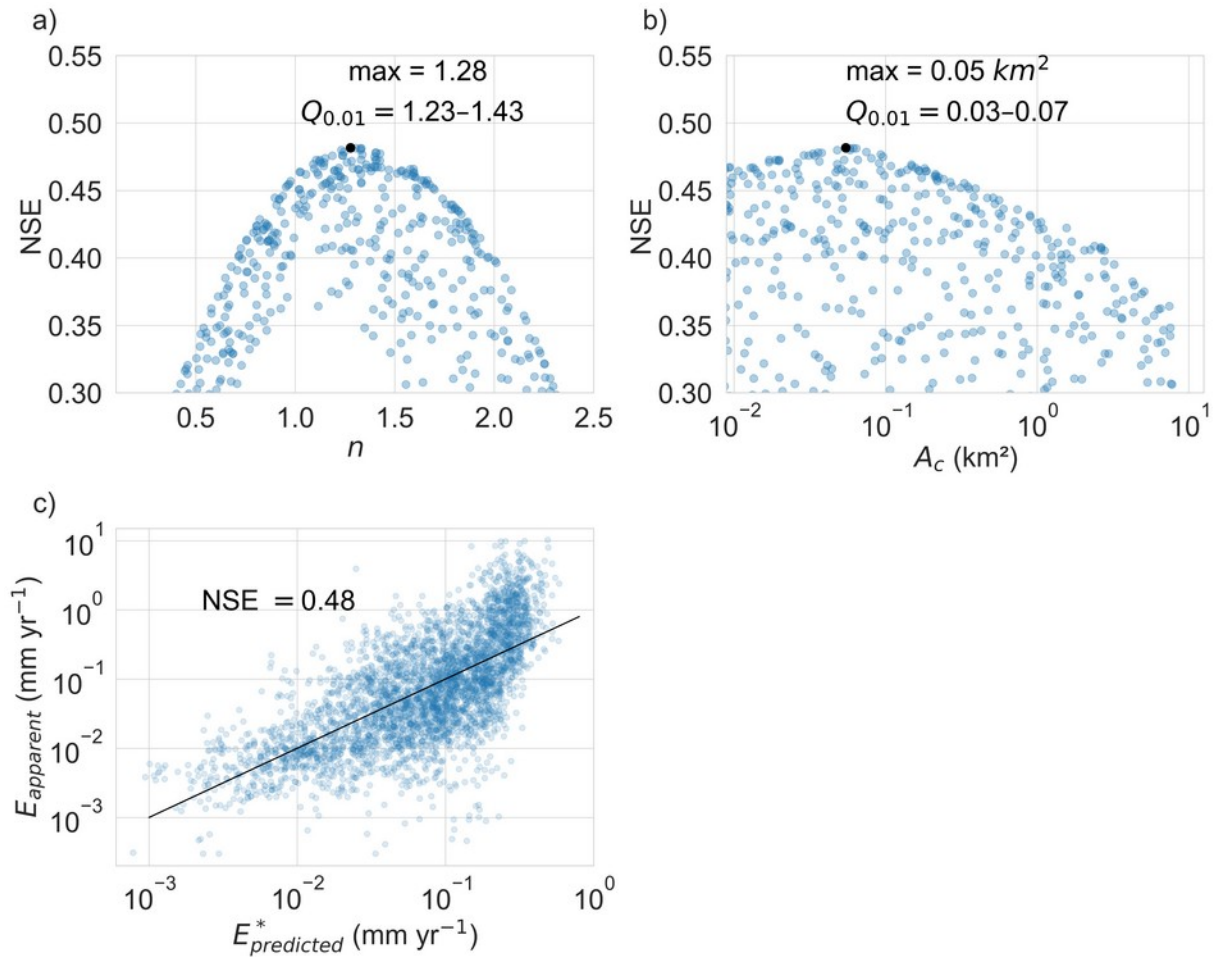 a)
0.55
0.50
0.45
0.40
0.35
0.30
NSE
max = 1.28
Q0.01 = 1.23–1.43
0.5
1.0
1.5
2.0
2.5
n
b)
0.55
0.50
0.45
0.40
0.35
0.30
NSE
max = 0.05 km²
Q0.01 = 0.03–0.07
10⁻²
10⁻¹
10⁰
10¹
Ac (km²)
c)
10¹
10⁰
10⁻¹
10⁻²
10⁻³
Eapparent (mm yr⁻¹)
NSE = 0.48
10⁻³
10⁻²
10⁻¹
10⁰
E*predicted (mm yr⁻¹)